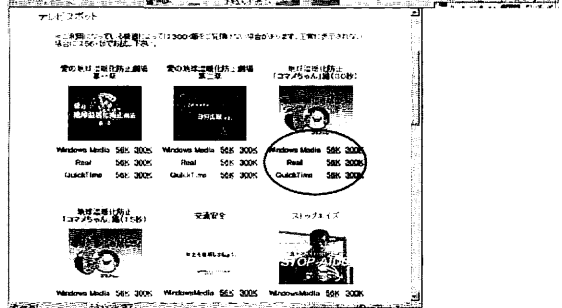 テレビスポット
愛の地球温暖化防止劇場
第一章
愛の地球温暖化防止劇場
第二章
地球温暖化防止
「コマメちゃん」篇(30秒)
Windows Media 56K 300K
Real 56K 300K
QuickTime 56K 300K
Windows Media 56K 300K
Real 56K 300K
QuickTime 56K 300K
Windows Media 56K 300K
Real 56K 300K
QuickTime 56K 300K
地球温暖化防止
「コマメちゃん」篇(15秒)
交通安全
ストップエイズ
STOP AIDS
Windows Media 56K 300K
WindowsMedia 56K 300K
WindowsMedia 56K 300K